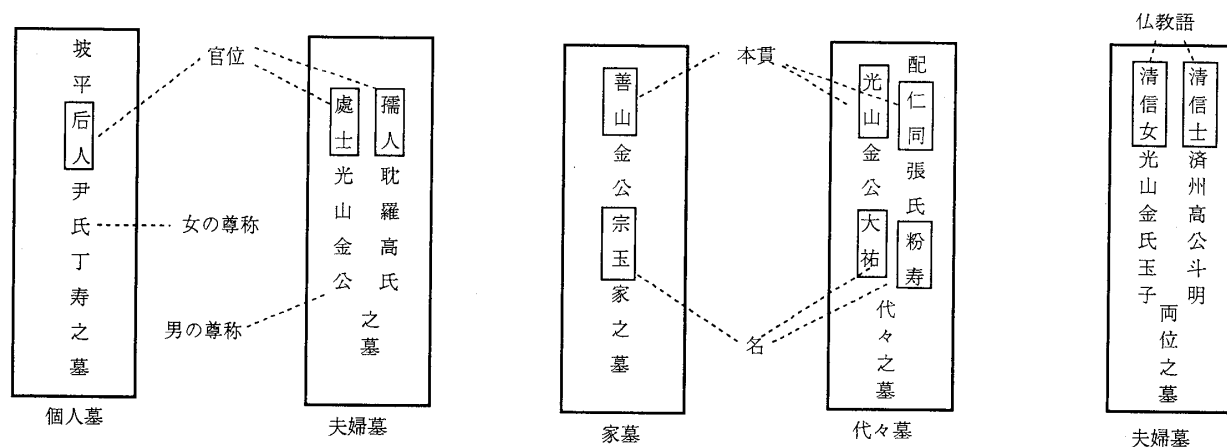 坡平后人尹氏丁寿之墓
個人墓
官位
女の尊称
男の尊称
孺人耽羅高氏
處士光山金公
之墓
夫婦墓
善山金公宗玉家之墓
家墓
本貫
名
配仁同張氏粉寿
光山金公大祐
代々之墓
代々墓
仏教語
清信士済州高公斗明
清信女光山金氏玉子
両位之墓
夫婦墓